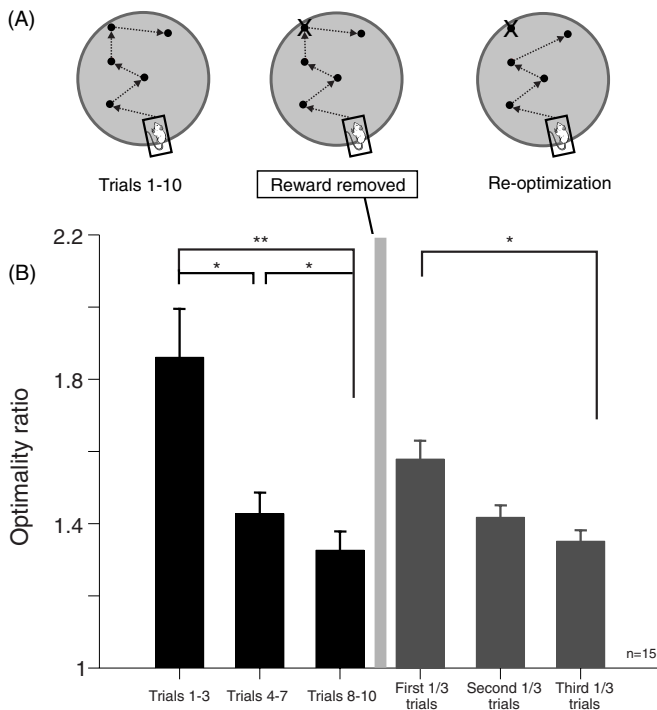 (A)
X
X
Trials 1-10
Reward removed
Re-optimization
(B)
Optimality ratio
2.2
1.8
1.4
1
**
*
*
*
n=15
Trials 1-3
Trials 4-7
Trials 8-10
First 1/3
trials
Second 1/3
trials
Third 1/3
trials